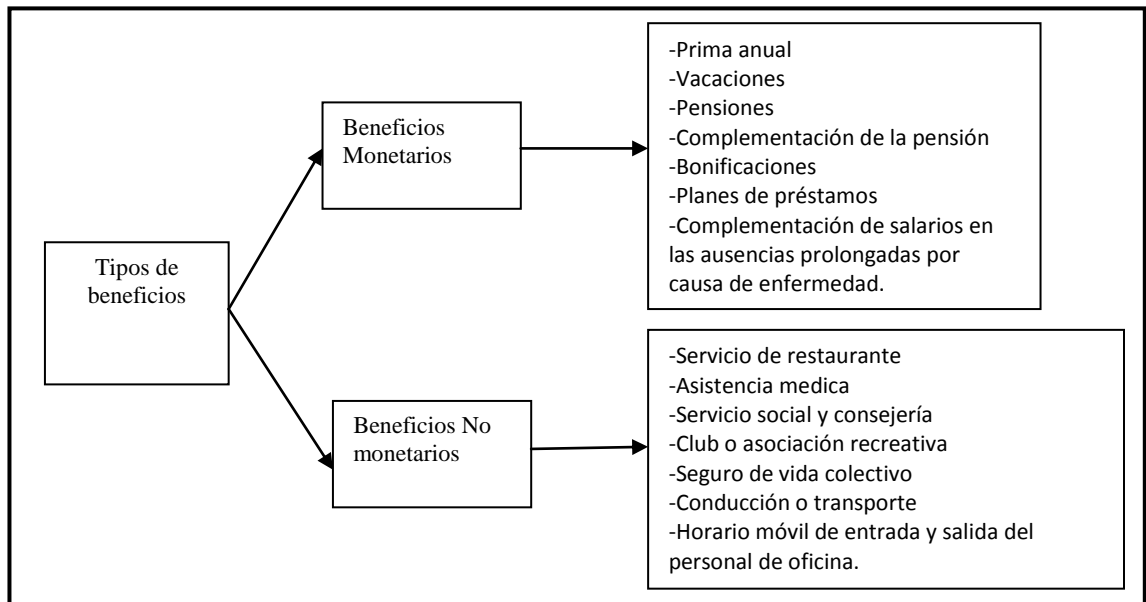 Tipos de
beneficios
Beneficios
Monetarios
-Prima anual
-Vacaciones
-Pensiones
-Complementación de la pensión
-Bonificaciones
-Planes de préstamos
-Complementación de salarios en
las ausencias prolongadas por
causa de enfermedad.
Beneficios No
monetarios
-Servicio de restaurante
-Asistencia medica
-Servicio social y consejería
-Club o asociación recreativa
-Seguro de vida colectivo
-Conducción o transporte
-Horario móvil de entrada y salida del
personal de oficina.